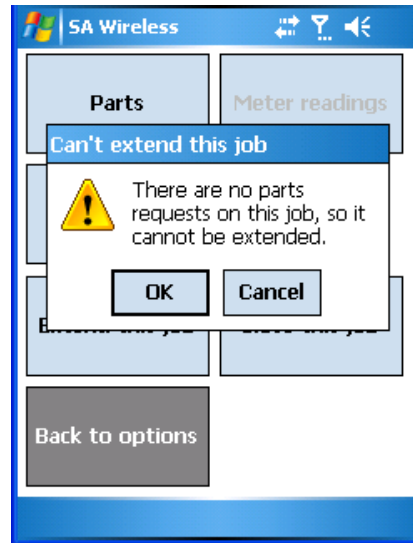 SA Wireless
Parts
Meter readings
Can't extend this job
There are no parts
requests on this job, so it
cannot be extended.
OK
Cancel
Back to options